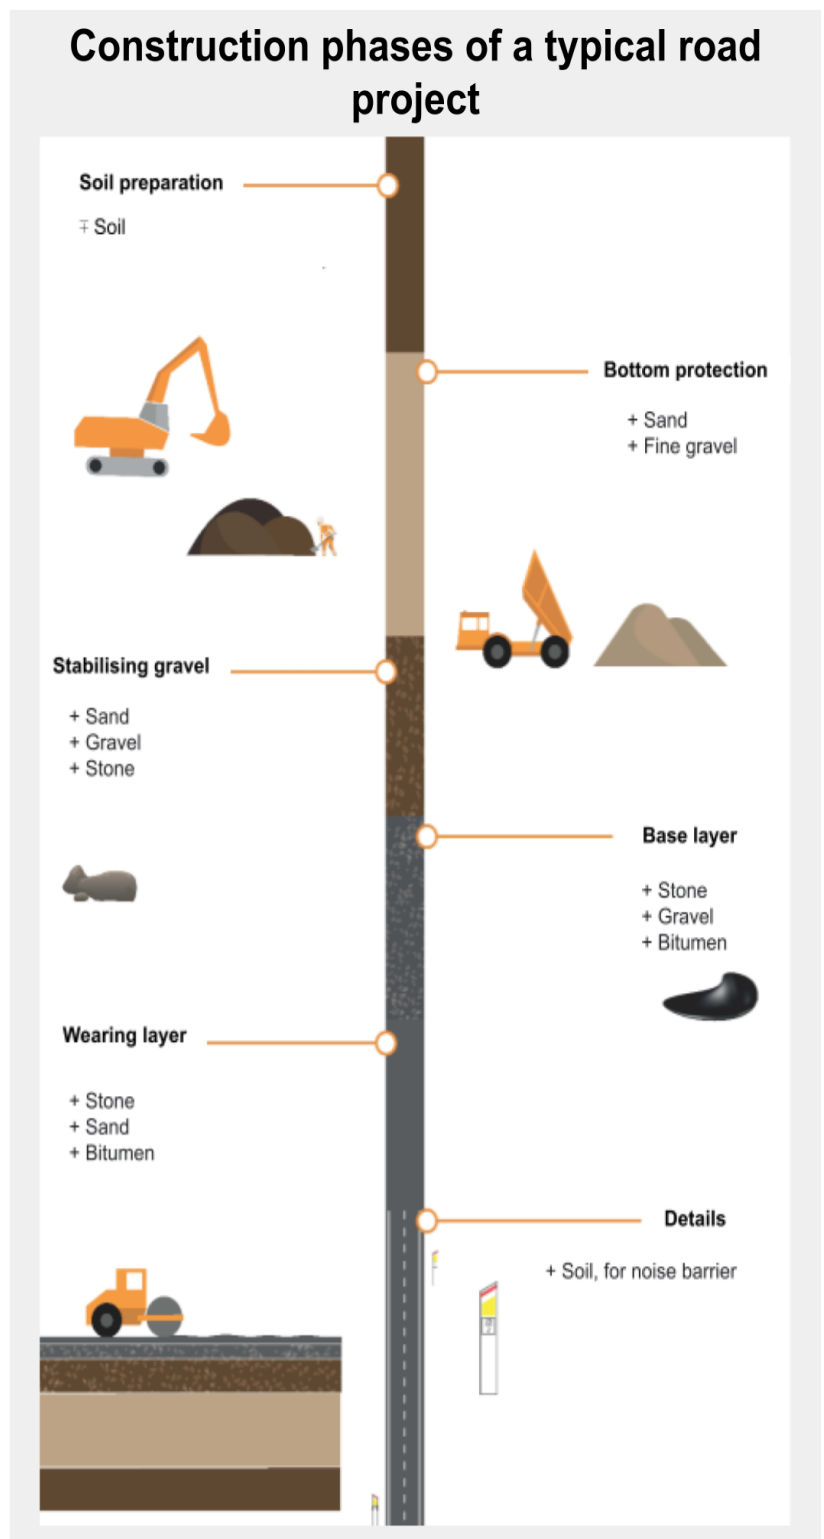 Construction phases of a typical road
project
Soil preparation
∓ Soil
Bottom protection
+ Sand
+ Fine gravel
Stabilising gravel
+ Sand
+ Gravel
+ Stone
Base layer
+ Stone
+ Gravel
+ Bitumen
Wearing layer
+ Stone
+ Sand
+ Bitumen
Details
+ Soil, for noise barrier